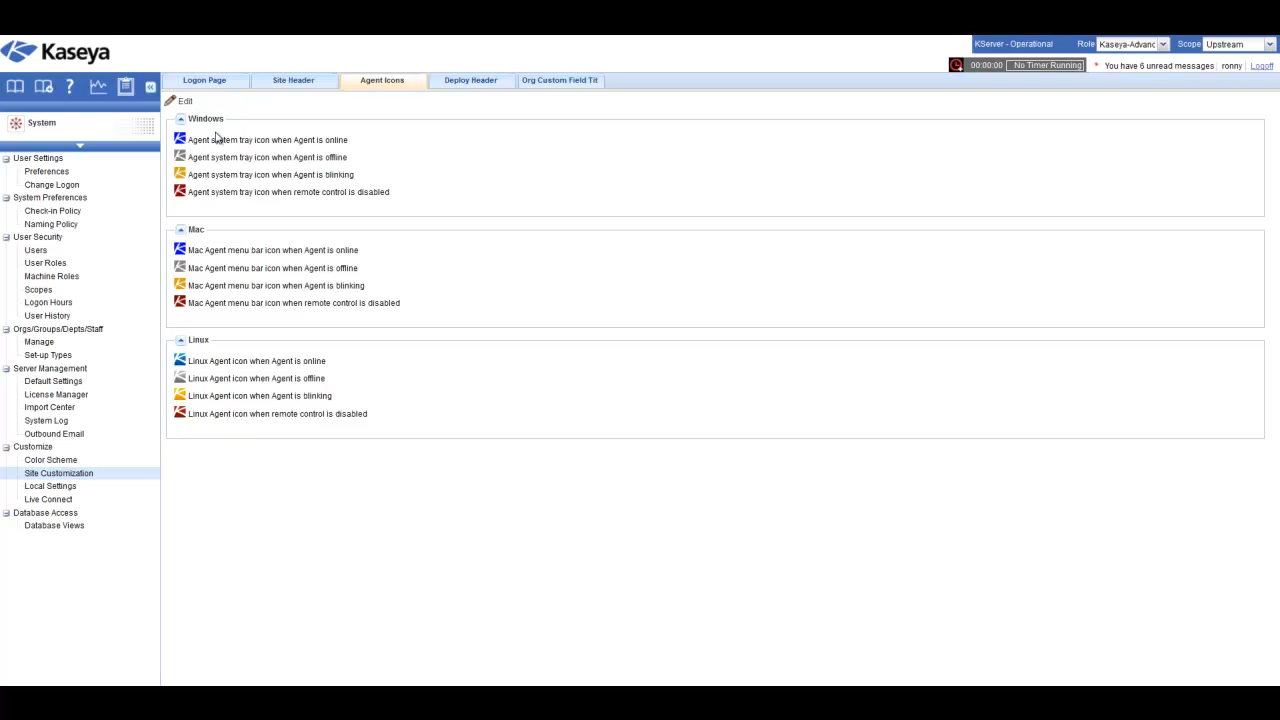 Kaseya
KServer - Operational Role Kaseya-Advanc Scope Upstream
00:00:00 No Timer Running * You have 6 unread messages ronny Logoff
Logon Page Site Header Agent Icons Deploy Header Org Custom Field Tit
Edit
System
User Settings
Preferences
Change Logon
System Preferences
Check-in Policy
Naming Policy
User Security
Users
User Roles
Machine Roles
Scopes
Logon Hours
User History
Orgs/Groups/Depts/Staff
Manage
Set-up Types
Server Management
Default Settings
License Manager
Import Center
System Log
Outbound Email
Customize
Color Scheme
Site Customization
Local Settings
Live Connect
Database Access
Database Views
Windows
Agent system tray icon when Agent is online
Agent system tray icon when Agent is offline
Agent system tray icon when Agent is blinking
Agent system tray icon when remote control is disabled
Mac
Mac Agent menu bar icon when Agent is online
Mac Agent menu bar icon when Agent is offline
Mac Agent menu bar icon when Agent is blinking
Mac Agent menu bar icon when remote control is disabled
Linux
Linux Agent icon when Agent is online
Linux Agent icon when Agent is offline
Linux Agent icon when Agent is blinking
Linux Agent icon when remote control is disabled